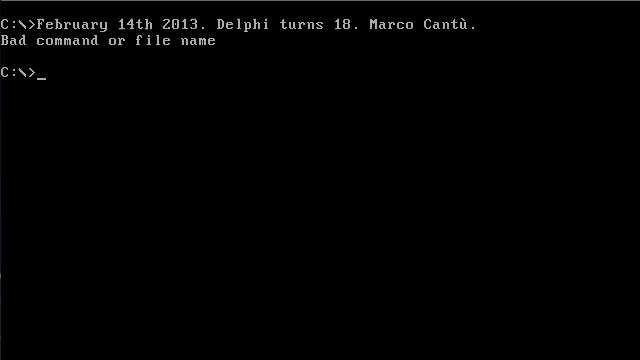 C:\>February 14th 2013. Delphi turns 18. Marco Cantù.
Bad command or file name
C:\>_